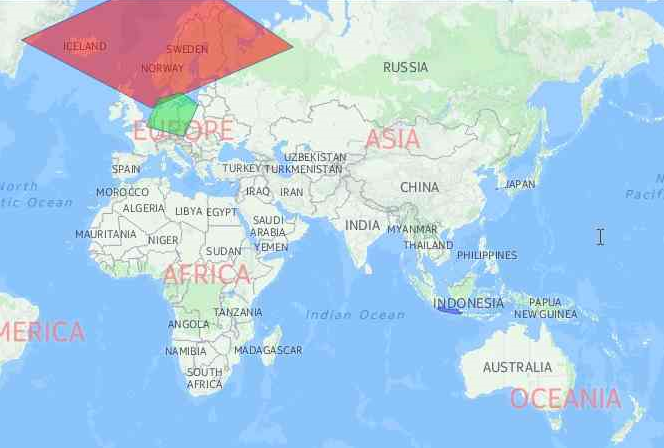 ICELAND
SWEDEN
NORWAY
RUSSIA
EUROPE
ASIA
UZBEKISTAN
SPAIN
TURKEY
TURKMENISTAN
North
tic Ocean
MOROCCO
IRAQ
IRAN
CHINA
JAPAN
Pacif
ALGERIA
LIBYA
EGYPT
SAUDI
ARABIA
INDIA
MYANMAR
MAURITANIA
NIGER
SUDAN
YEMEN
THAILAND
PHILIPPINES
AFRICA
INDONESIA
PAPUA
NEW GUINEA
TANZANIA
Indian Ocean
ANGOLA
MERICA
NAMIBIA
MADAGASCAR
SOUTH
AFRICA
AUSTRALIA
OCEANIA